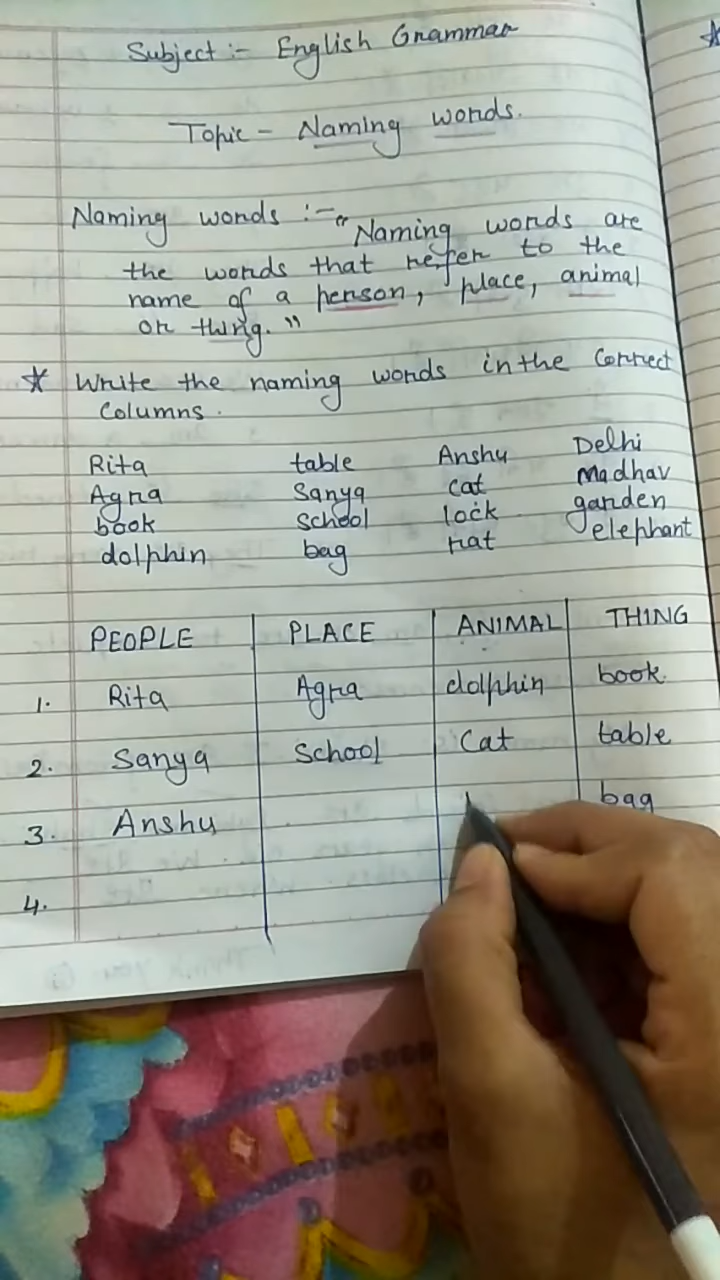 Subject :- English Grammar
Topic - Naming words.
Naming words :- "Naming words are
the words that refer to the
name of a person, place, animal
or thing."
★ Write the naming words in the correct
columns.
Rita table Anshu Delhi
Agra Sanya cat Madhav
book school lock garden
dolphin bag rat elephant
PEOPLE PLACE ANIMAL THING
1. Rita Agra dolphin book
2. Sanya School Cat table
3. Anshu bag
4.